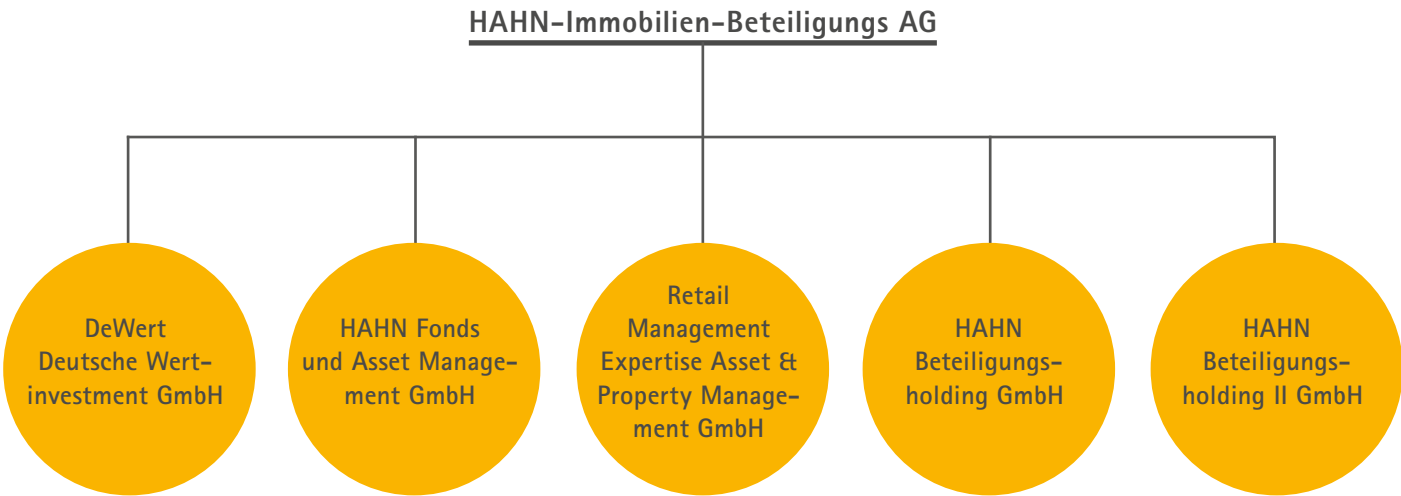 HAHN-Immobilien-Beteiligungs AG
DeWert
Deutsche Wert-
investment GmbH
HAHN Fonds
und Asset Manage-
ment GmbH
Retail
Management
Expertise Asset &
Property Manage-
ment GmbH
HAHN
Beteiligungs-
holding GmbH
HAHN
Beteiligungs-
holding II GmbH